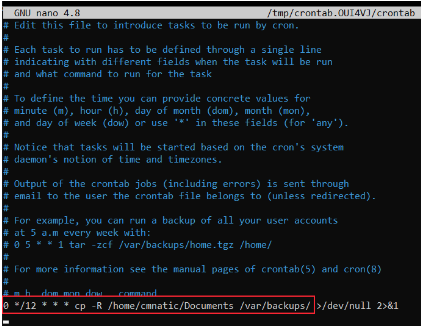 GNU nano 4.8 /tmp/crontab.OUI4VJ/crontab
# Edit this file to introduce tasks to be run by cron.
#
# Each task to run has to be defined through a single line
# indicating with different fields when the task will be run
# and what command to run for the task
#
# To define the time you can provide concrete values for
# minute (m), hour (h), day of month (dom), month (mon),
# and day of week (dow) or use '*' in these fields (for 'any').
#
# Notice that tasks will be started based on the cron's system
# daemon's notion of time and timezones.
#
# Output of the crontab jobs (including errors) is sent through
# email to the user the crontab file belongs to (unless redirected).
#
# For example, you can run a backup of all your user accounts
# at 5 a.m every week with:
# 0 5 * * 1 tar -zcf /var/backups/home.tgz /home/
#
# For more information see the manual pages of crontab(5) and cron(8)
#
# m h dom mon dow command
0 */12 * * * cp -R /home/cmnatic/Documents /var/backups/ >/dev/null 2>&1